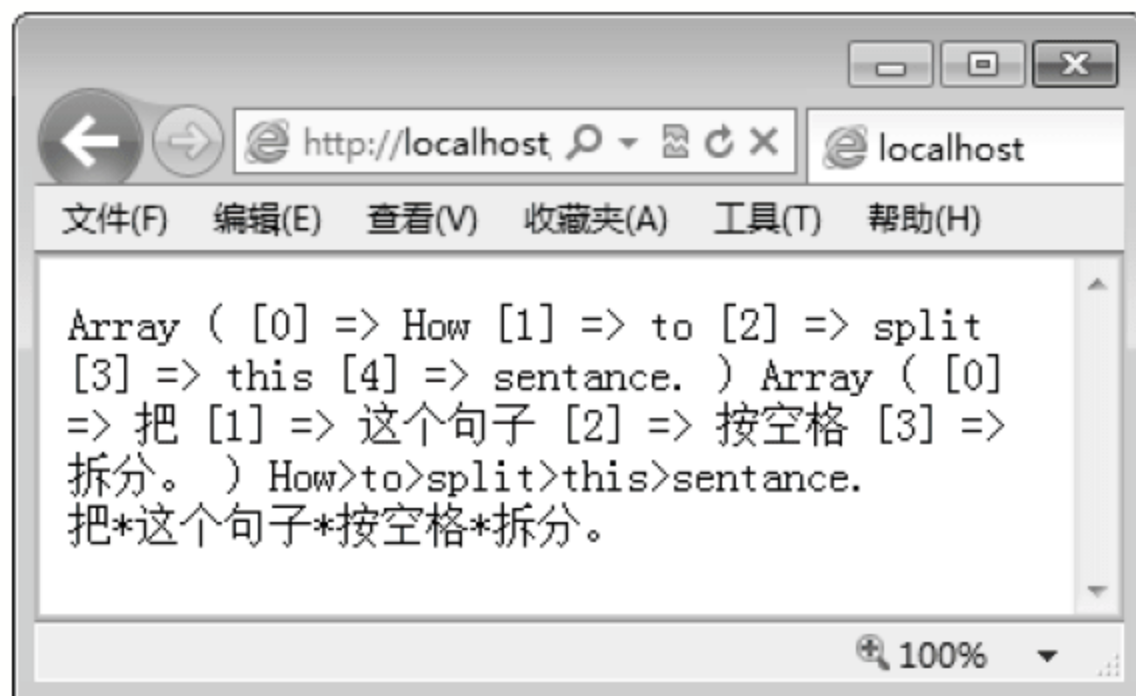 http://localhost localhost
文件(F) 编辑(E) 查看(V) 收藏夹(A) 工具(T) 帮助(H)
Array ( [0] => How [1] => to [2] => split
[3] => this [4] => sentance. ) Array ( [0]
=> 把 [1] => 这个句子 [2] => 按空格 [3] =>
拆分。 ) How>to>split>this>sentance.
把*这个句子*按空格*拆分。
100%